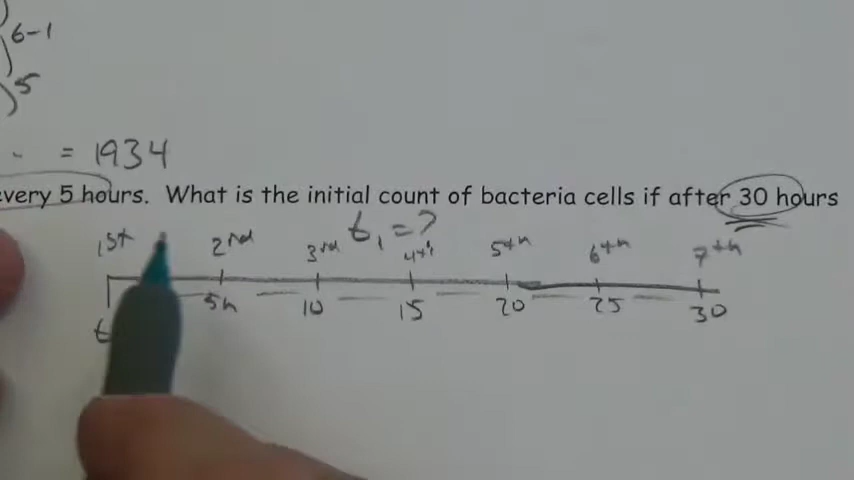 6-1
5
= 1934
every 5 hours. What is the initial count of bacteria cells if after 30 hours
t₁ = ?
1st 2nd 3rd 4th 5th 6th 7th
5h 10 15 20 25 30
t